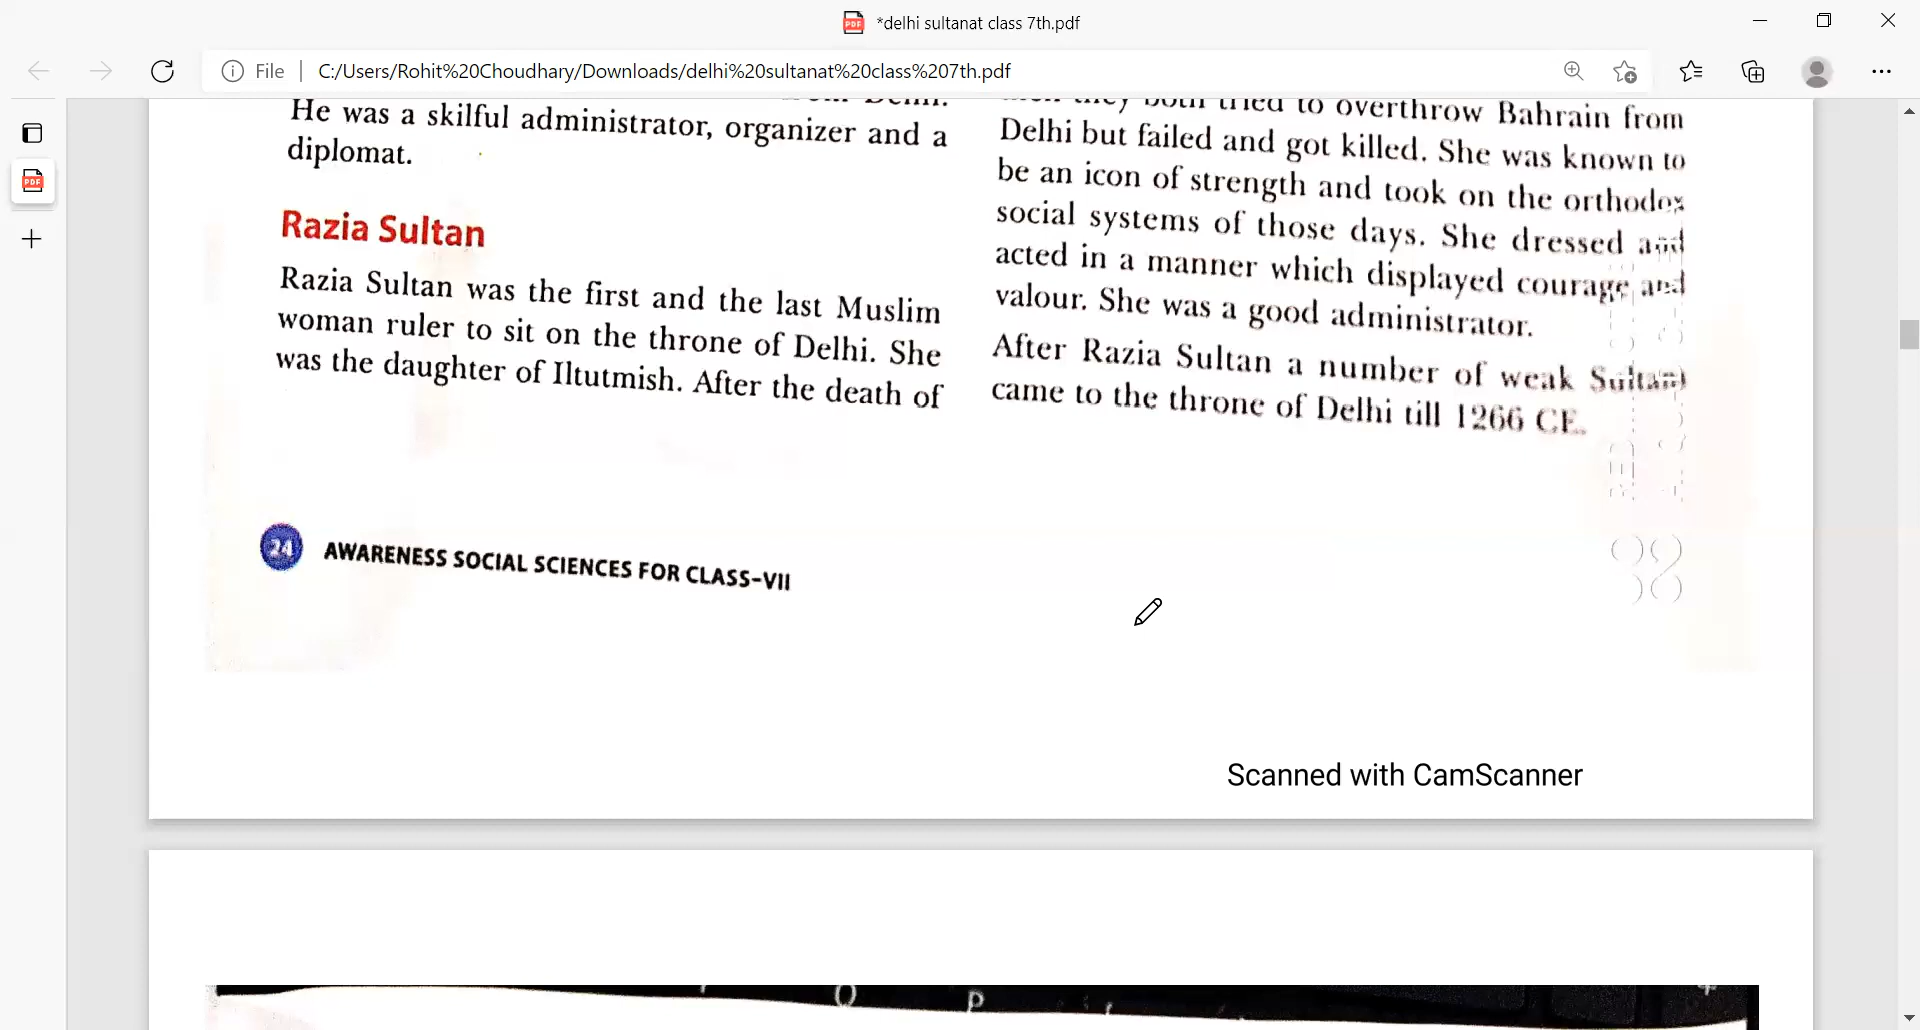 *delhi sultanat class 7th.pdf
File
C:/Users/Rohit%20Choudhary/Downloads/delhi%20sultanat%20class%207th.pdf
He was a skilful administrator, organizer and a
diplomat.
Razia Sultan
Razia Sultan was the first and the last Muslim
woman ruler to sit on the throne of Delhi. She
was the daughter of Iltutmish. After the death of
they both tried to overthrow Bahrain from
Delhi but failed and got killed. She was known to
be an icon of strength and took on the orthodox
social systems of those days. She dressed and
acted in a manner which displayed courage and
valour. She was a good administrator.
After Razia Sultan a number of weak Sultan
came to the throne of Delhi till 1266 CE.
24 AWARENESS SOCIAL SCIENCES FOR CLASS-VII
Scanned with CamScanner